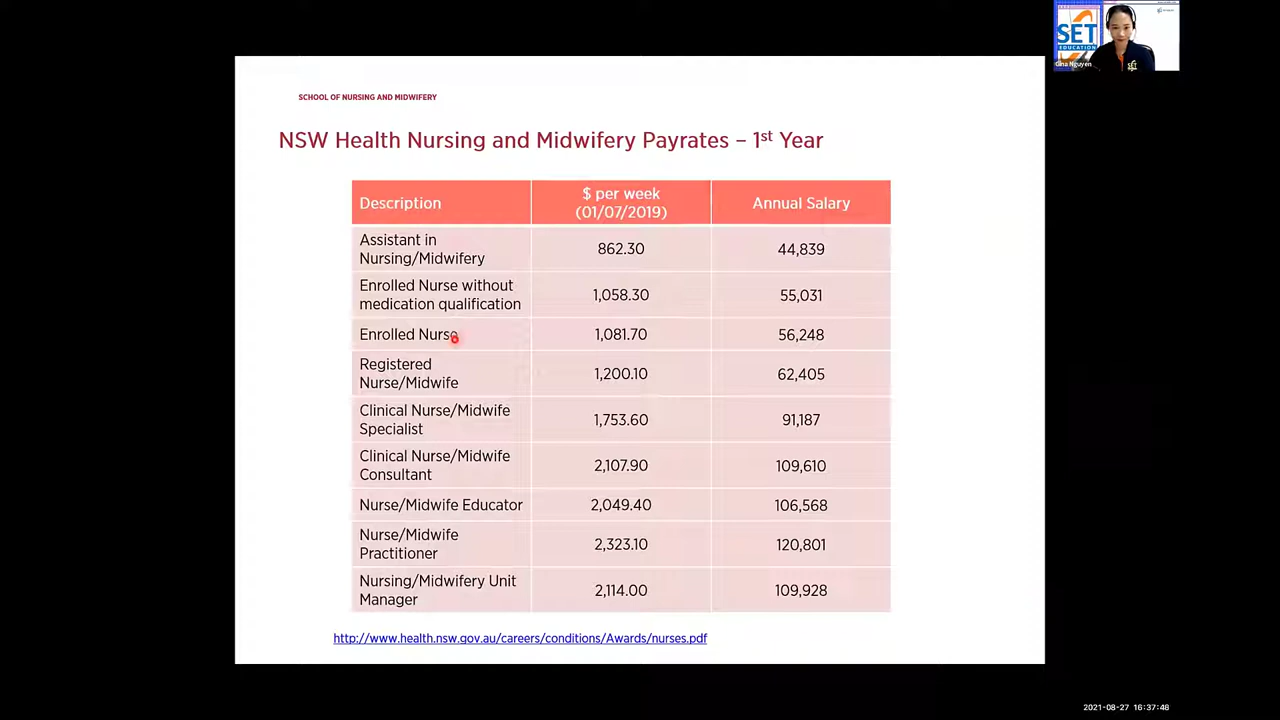 SET
EDUCATION
Gina Nguyen
SET
SCHOOL OF NURSING AND MIDWIFERY
NSW Health Nursing and Midwifery Payrates – 1st Year
Description
$ per week
(01/07/2019)
Annual Salary
Assistant in
Nursing/Midwifery
862.30
44,839
Enrolled Nurse without
medication qualification
1,058.30
55,031
Enrolled Nurse
1,081.70
56,248
Registered
Nurse/Midwife
1,200.10
62,405
Clinical Nurse/Midwife
Specialist
1,753.60
91,187
Clinical Nurse/Midwife
Consultant
2,107.90
109,610
Nurse/Midwife Educator
2,049.40
106,568
Nurse/Midwife
Practitioner
2,323.10
120,801
Nursing/Midwifery Unit
Manager
2,114.00
109,928
http://www.health.nsw.gov.au/careers/conditions/Awards/nurses.pdf
2021-08-27 16:37:48